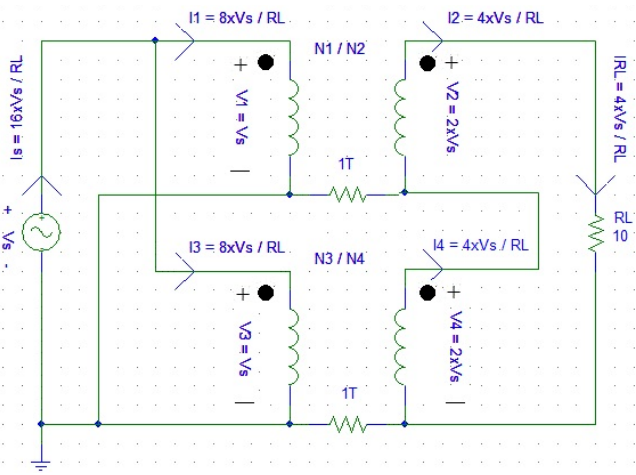 I1 = 8xVs / RL
I2 = 4xVs / RL
N1 / N2
Is = 16xVs / RL
+
+
V1 = Vs
V2 = 2xVs
IRL = 4xVs / RL
1T
+
Vs
-
RL
10
I3 = 8xVs / RL
N3 / N4
I4 = 4xVs / RL
+
+
V3 = Vs
V4 = 2xVs
1T